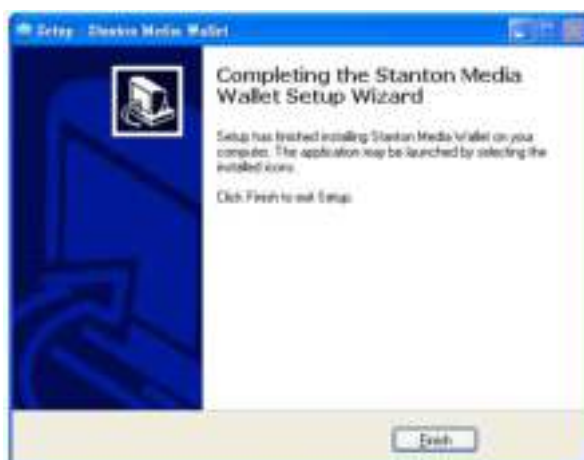 Setup - Stanton Media Wallet
Completing the Stanton Media
Wallet Setup Wizard
Setup has finished installing Stanton Media Wallet on your
computer. The application may be launched by selecting the
installed icons.
Click Finish to exit Setup.
Finish